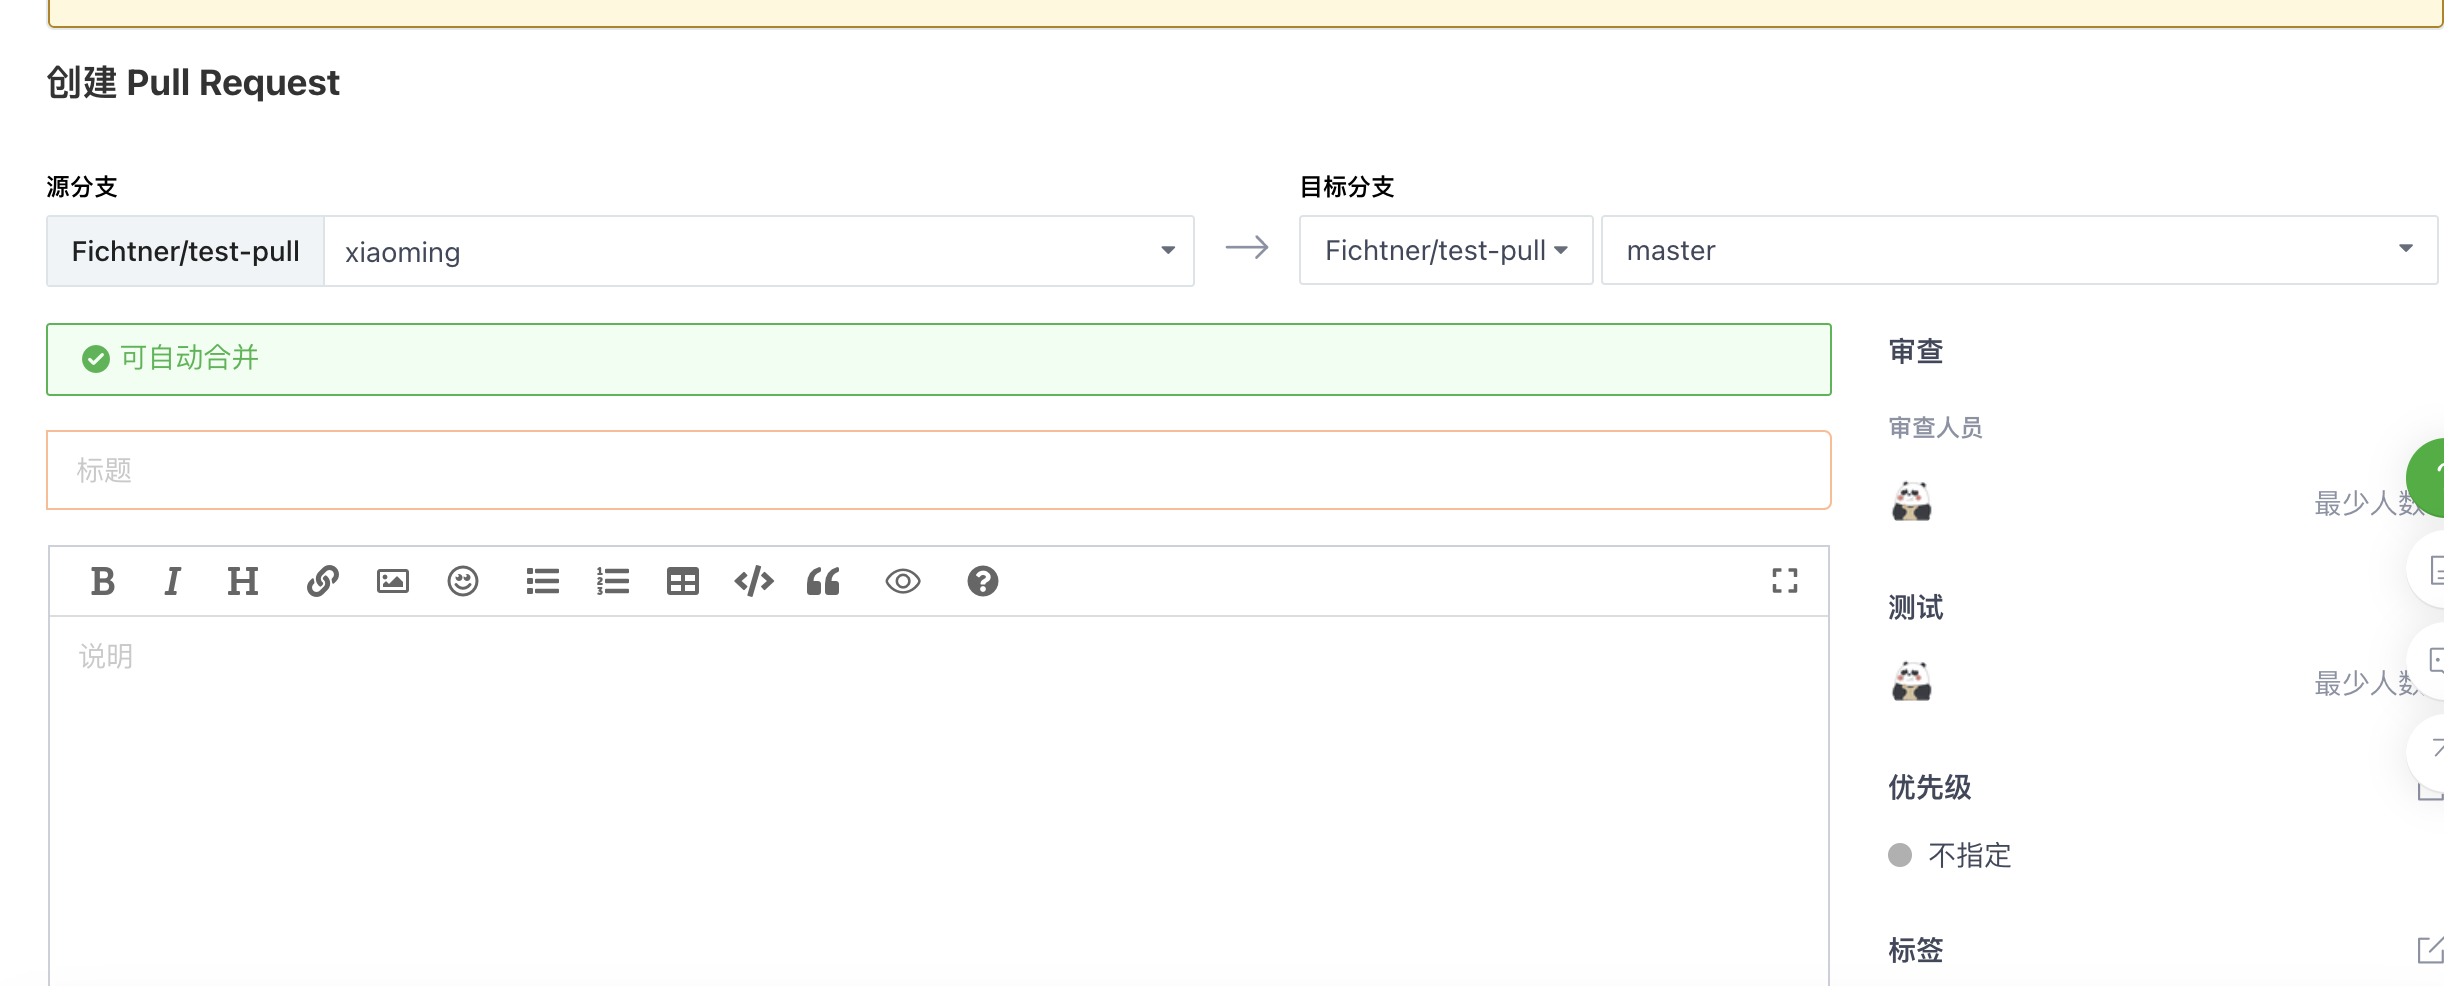 创建 Pull Request
源分支
目标分支
Fichtner/test-pull
xiaoming
Fichtner/test-pull
master
可自动合并
标题
说明
审查
审查人员
最少人数
测试
最少人数
优先级
不指定
标签